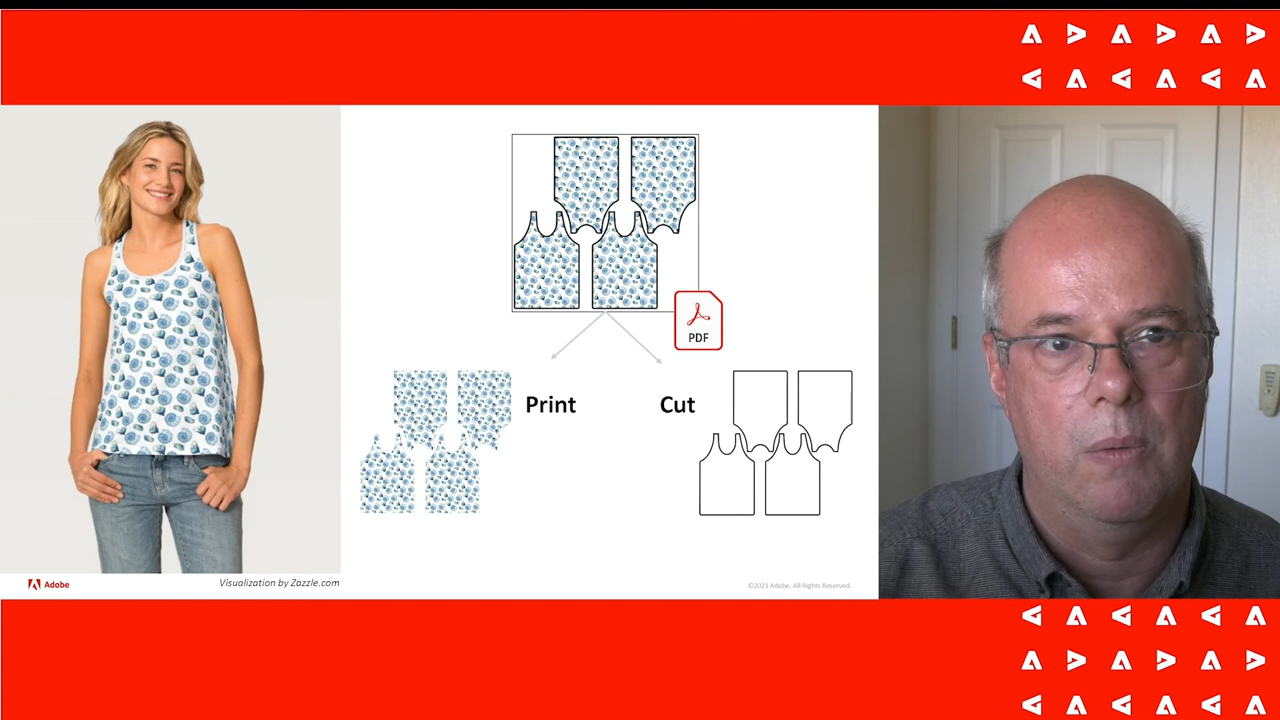 PDF
Print
Cut
Adobe
Visualization by Zazzle.com
©2021 Adobe. All Rights Reserved.